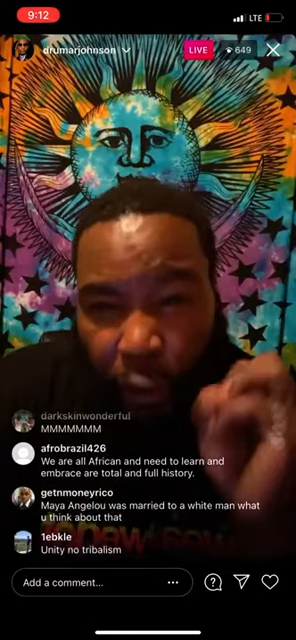 9:12
LTE
drumarjohnson
LIVE
649
darkskinwonderful
MMMMMMM
afrobrazil426
We are all African and need to learn and
embrace are total and full history.
getnmoneyrico
Maya Angelou was married to a white man what
u think about that
1ebkle
Unity no tribalism
Add a comment...